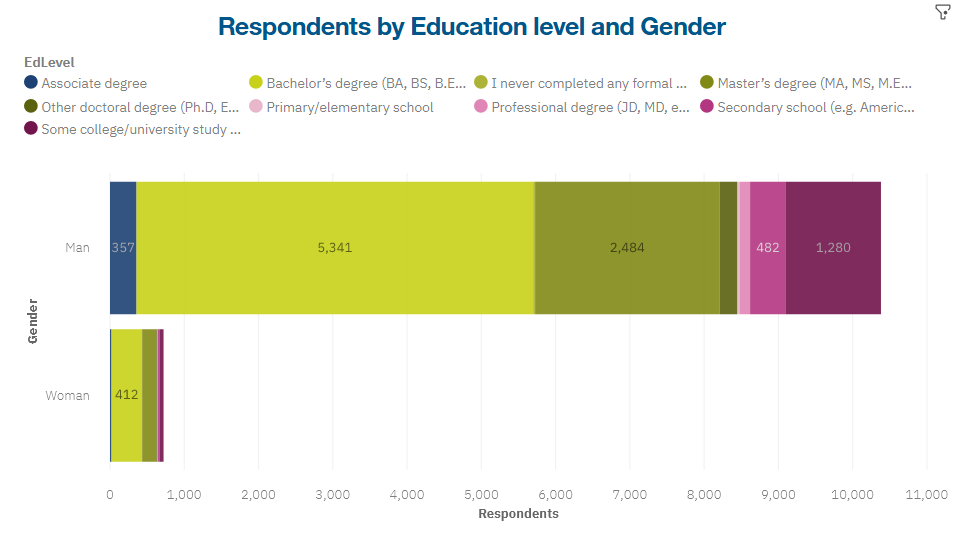 Respondents by Education level and Gender
EdLevel
Associate degree
Bachelor's degree (BA, BS, B.E...
I never completed any formal ...
Master's degree (MA, MS, M.E...
Other doctoral degree (Ph.D, E...
Primary/elementary school
Professional degree (JD, MD, e...
Secondary school (e.g. Americ...
Some college/university study ...
Gender
Man
357
5,341
2,484
482
1,280
Woman
412
0 1,000 2,000 3,000 4,000 5,000 6,000 7,000 8,000 9,000 10,000 11,000
Respondents